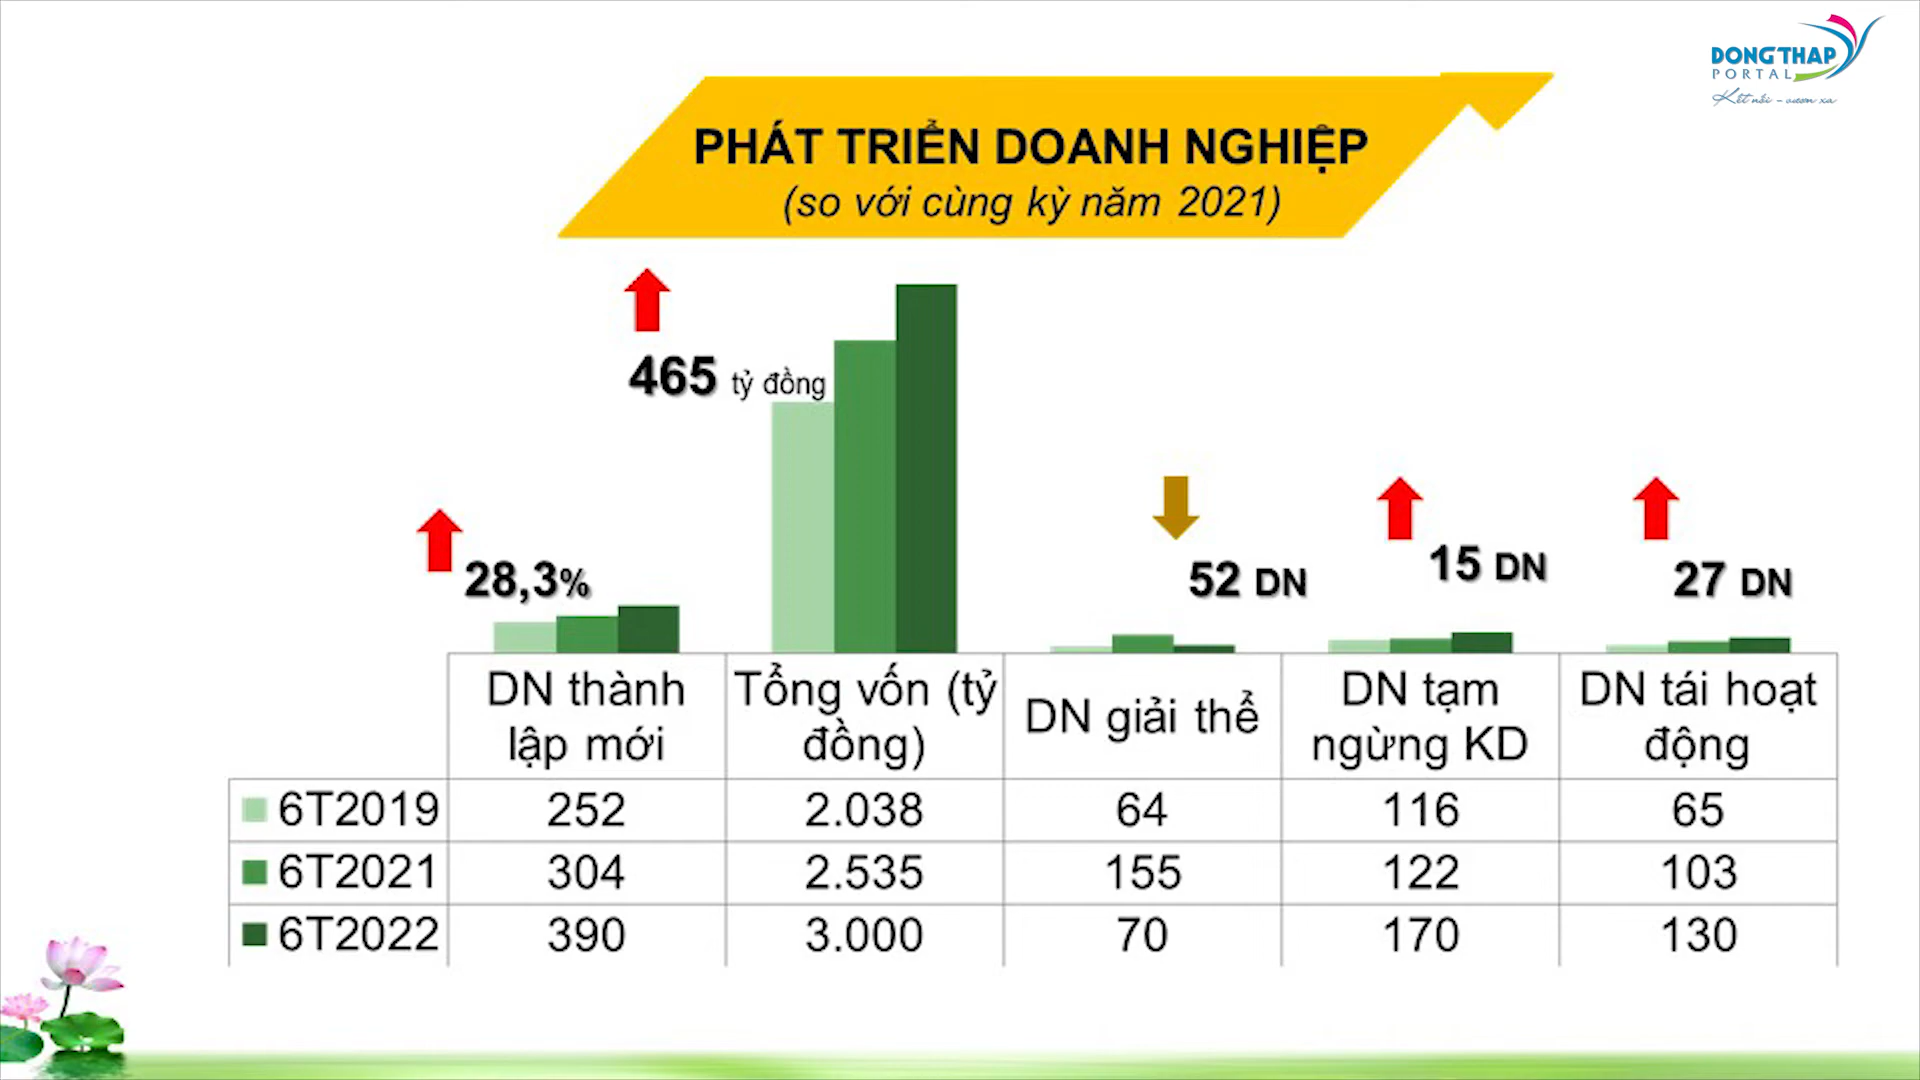 DONGTHAP
PORTAL
Kết nối - vươn xa
PHÁT TRIỂN DOANH NGHIỆP
(so với cùng kỳ năm 2021)
465 tỷ đồng
28,3%
52 DN
15 DN
27 DN
DN thành lập mới
Tổng vốn (tỷ đồng)
DN giải thể
DN tạm ngừng KD
DN tái hoạt động
6T2019 252 2.038 64 116 65
6T2021 304 2.535 155 122 103
6T2022 390 3.000 70 170 130